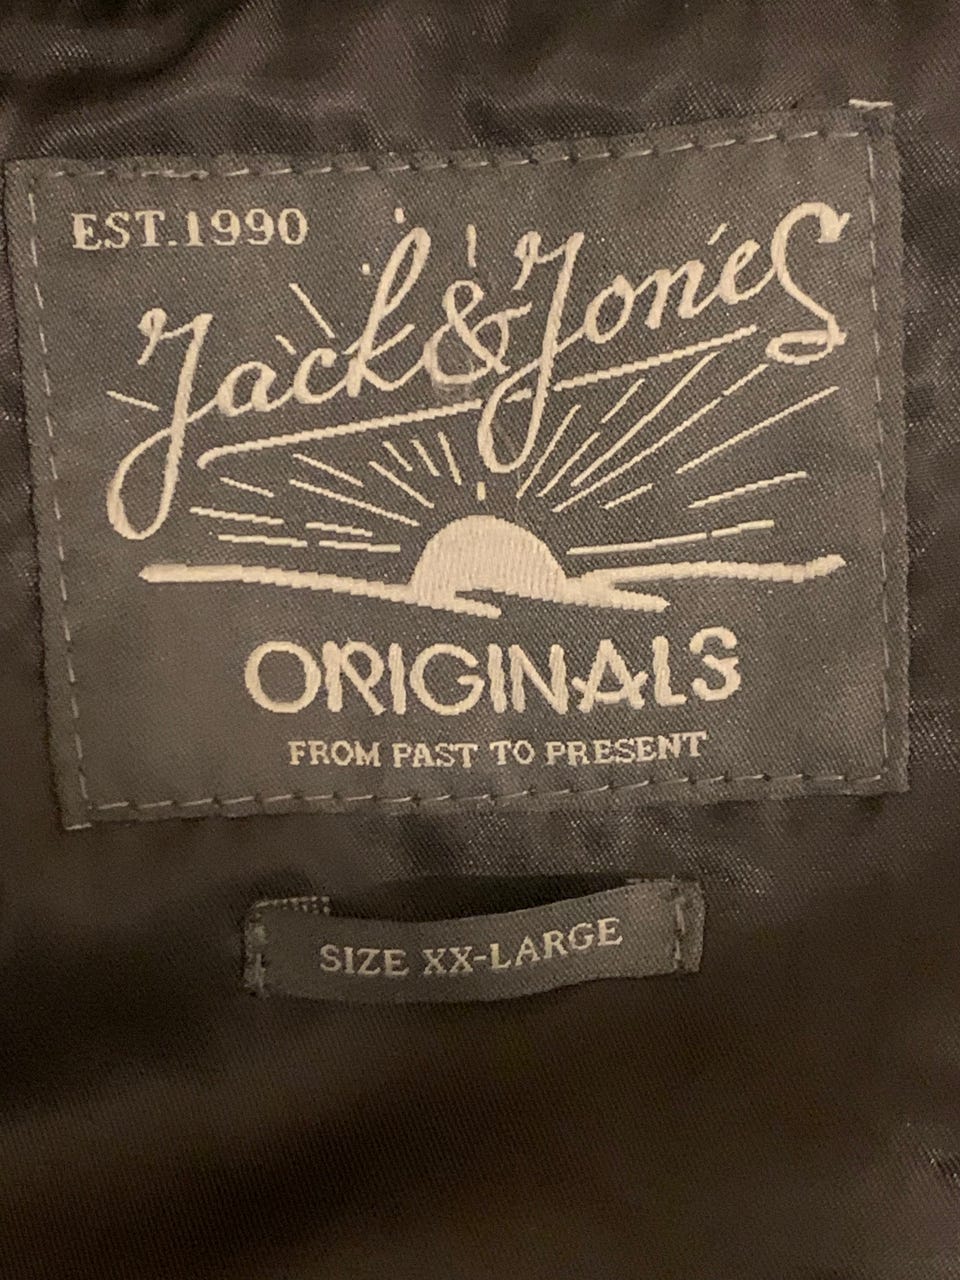 EST.1990
Jack&Jones
ORIGINALS
FROM PAST TO PRESENT
SIZE XX-LARGE